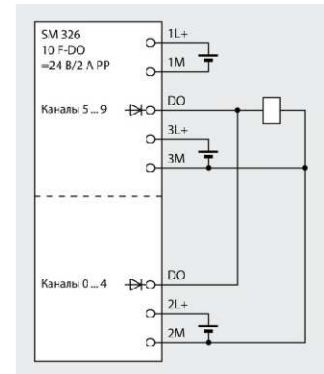 SM 326
10 F-DO
=24 В/2 А PP
1L+
1M
Каналы 5 ... 9
DO
3L+
3M
Каналы 0 ... 4
DO
2L+
2M